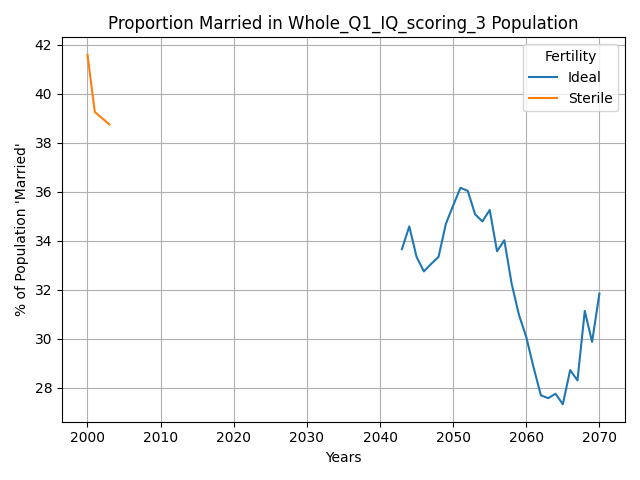 Proportion Married in Whole_Q1_IQ_scoring_3 Population
% of Population 'Married'
42
40
38
36
34
32
30
28
Fertility
Ideal
Sterile
2000 2010 2020 2030 2040 2050 2060 2070
Years